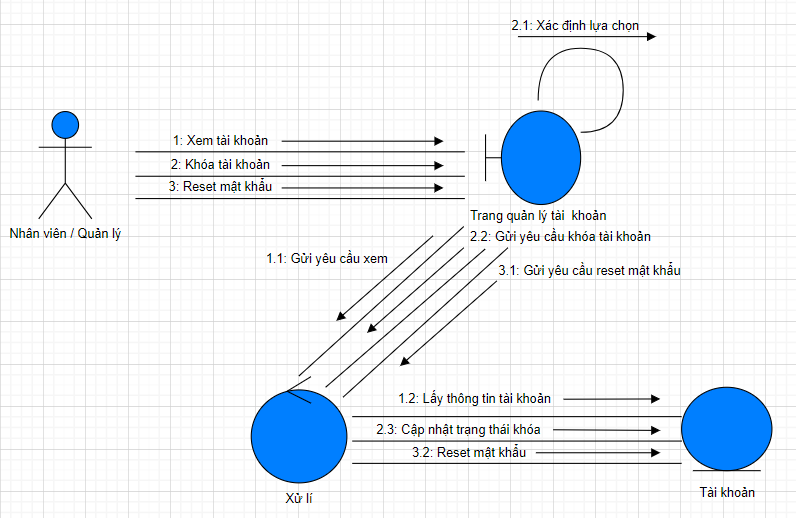 2.1: Xác định lựa chọn
1: Xem tài khoản
2: Khóa tài khoản
3: Reset mật khẩu
Nhân viên / Quản lý
Trang quản lý tài khoản
2.2: Gửi yêu cầu khóa tài khoản
1.1: Gửi yêu cầu xem
3.1: Gửi yêu cầu reset mật khẩu
1.2: Lấy thông tin tài khoản
2.3: Cập nhật trạng thái khóa
3.2: Reset mật khẩu
Xử lí
Tài khoản